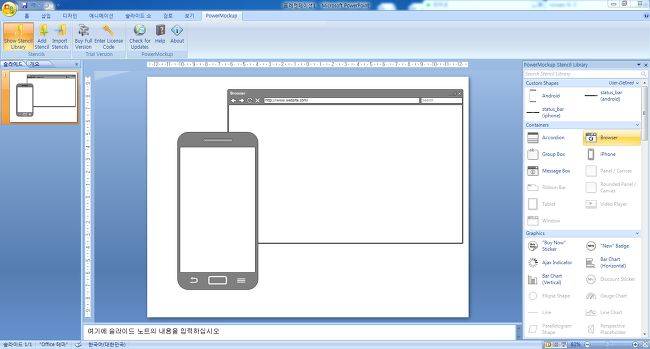 프레젠테이션1 - Microsoft PowerPoint
홈 삽입 디자인 애니메이션 슬라이드 쇼 검토 보기 PowerMockup
Show Stencil Library
Add Stencil
Import Stencils
Buy Full Version
Enter License Code
Check for Updates
Help
About
Stencils
Trial Version
PowerMockup
슬라이드 개요
1
Browser
http://www.website.com/
search
PowerMockup Stencil Library
Search Stencil Library
Custom Shapes User-Defined
Android
status_bar (android)
status_bar (iphone)
Containers
Accordion
Browser
Group Box
iPhone
Message Box
Panel / Canvas
Ribbon Bar
Rounded Panel / Canvas
Tablet
Video Player
Window
Graphics
"Buy Now" Sticker
"New" Badge
Ajax Indicator
Bar Chart (Horizontal)
Bar Chart (Vertical)
Discount Sticker
Ellipse Shape
Gauge Chart
Line
Line Chart
Parallelogram Shape
Perspective Placeholder
여기에 슬라이드 노트의 내용을 입력하십시오
슬라이드 1/1 "Office 테마" 한국어(대한민국)
82%